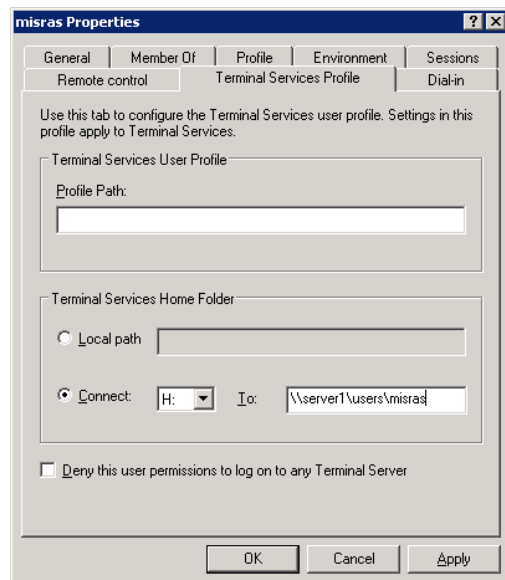 misras Properties
General Member Of Profile Environment Sessions
Remote control Terminal Services Profile Dial-in
Use this tab to configure the Terminal Services user profile. Settings in this
profile apply to Terminal Services.
Terminal Services User Profile
Profile Path:
Terminal Services Home Folder
Local path
Connect: H: To: \\server1\users\misras
Deny this user permissions to log on to any Terminal Server
OK Cancel Apply